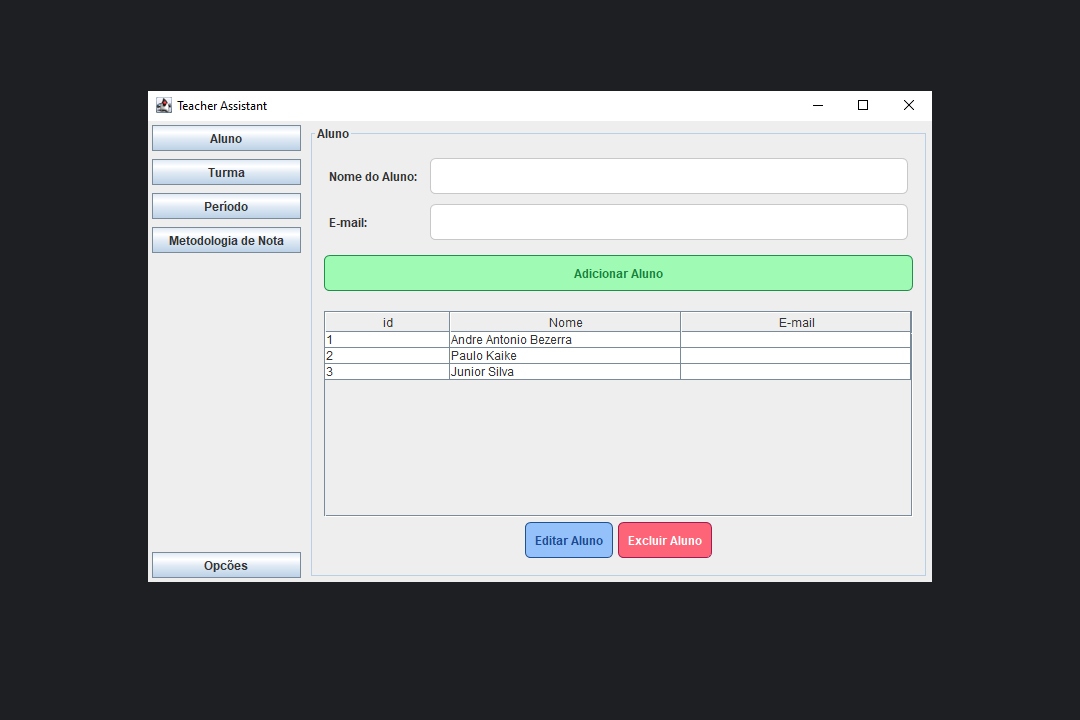 Teacher Assistant
Aluno
Turma
Período
Metodologia de Nota
Opcões
Aluno
Nome do Aluno:
E-mail:
Adicionar Aluno
id Nome E-mail
1 Andre Antonio Bezerra
2 Paulo Kaike
3 Junior Silva
Editar Aluno Excluir Aluno